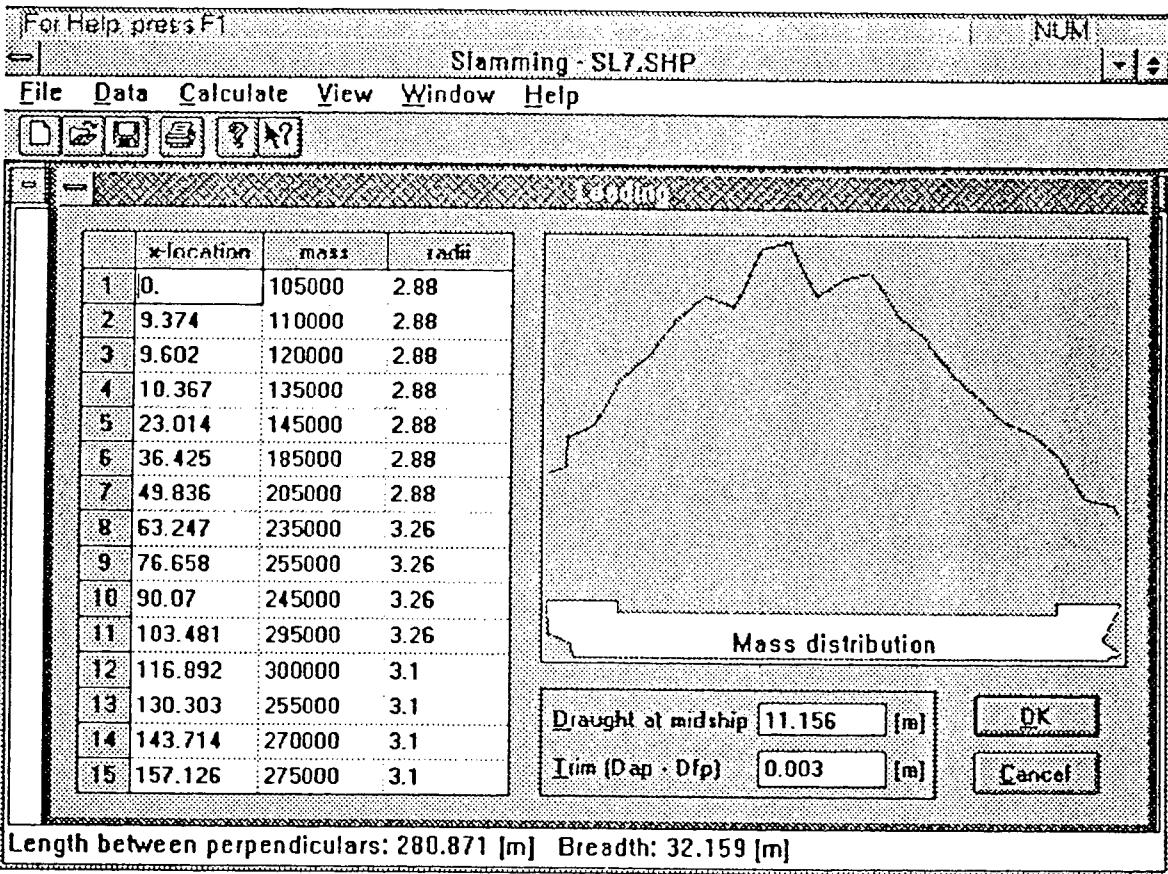 For Help, press F1 NUM
Slamming - SL7.SHP
File Data Calculate View Window Help
Loading
x-location mass radii
1 0. 105000 2.88
2 9.374 110000 2.88
3 9.602 120000 2.88
4 10.367 135000 2.88
5 23.014 145000 2.88
6 36.425 185000 2.88
7 49.836 205000 2.88
8 63.247 235000 3.26
9 76.658 255000 3.26
10 90.07 245000 3.26
11 103.481 295000 3.26
12 116.892 300000 3.1
13 130.303 255000 3.1
14 143.714 270000 3.1
15 157.126 275000 3.1
Mass distribution
Draught at midship 11.156 [m]
Trim (Dap - Dfp) 0.003 [m]
OK
Cancel
Length between perpendiculars: 280.871 [m] Breadth: 32.159 [m]